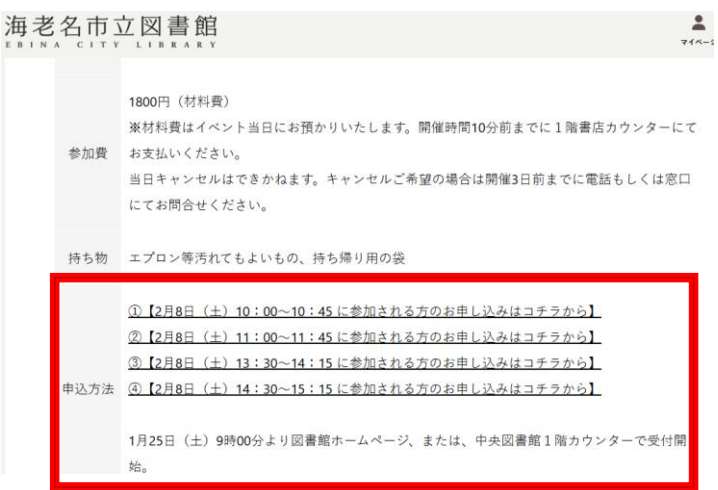 海老名市立図書館
EBINA CITY LIBRARY
マイページ
1800円（材料費）
※材料費はイベント当日にお預かりいたします。開催時間10分前までに１階書店カウンターにて
参加費
お支払いください。
当日キャンセルはできかねます。キャンセルご希望の場合は開催3日前までに電話もしくは窓口
にてお問合せください。
持ち物
エプロン等汚れてもよいもの、持ち帰り用の袋
①【2月8日（土）10：00～10：45 に参加される方のお申し込みはコチラから】
②【2月8日（土）11：00～11：45 に参加される方のお申し込みはコチラから】
③【2月8日（土）13：30～14：15 に参加される方のお申し込みはコチラから】
申込方法
④【2月8日（土）14：30～15：15 に参加される方のお申し込みはコチラから】
1月25日（土）9時00分より図書館ホームページ、または、中央図書館１階カウンターで受付開
始。